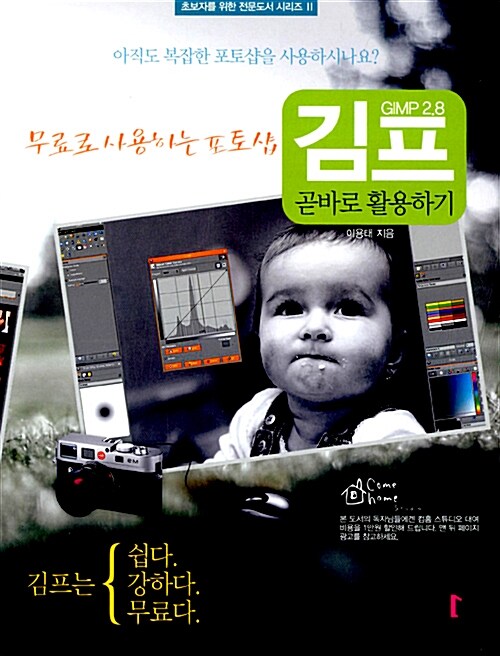 초보자를 위한 전문도서 시리즈 II
아직도 복잡한 포토샵을 사용하시나요?
무료로 사용하는 포토샵,
GIMP 2.8
김프
곧바로 활용하기
이용태 지음
Come
home
본 도서의 독자님들에겐 컴홈 스튜디오 대여
비용을 1만원 할인해 드립니다. 맨 뒤 페이지
광고를 참고하세요.
김프는
쉽다.
강하다.
무료다.
1